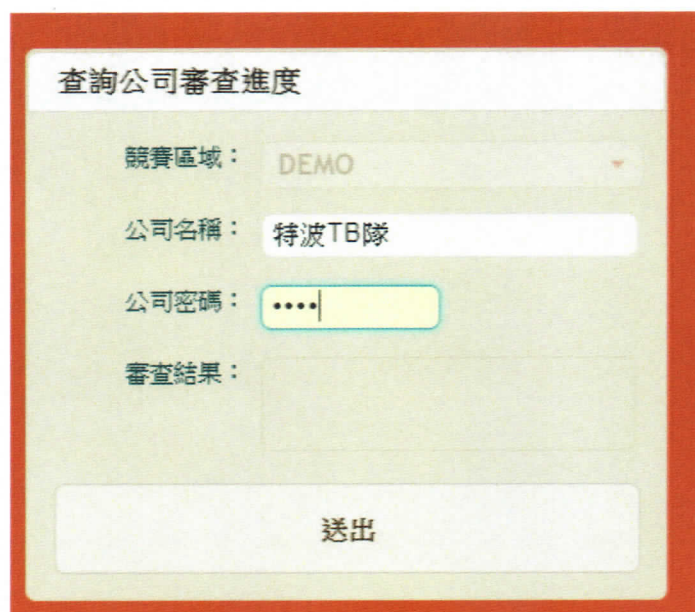 查詢公司審查進度
競賽區域： DEMO
公司名稱： 特波TB隊
公司密碼： ••••
審查結果：
送出